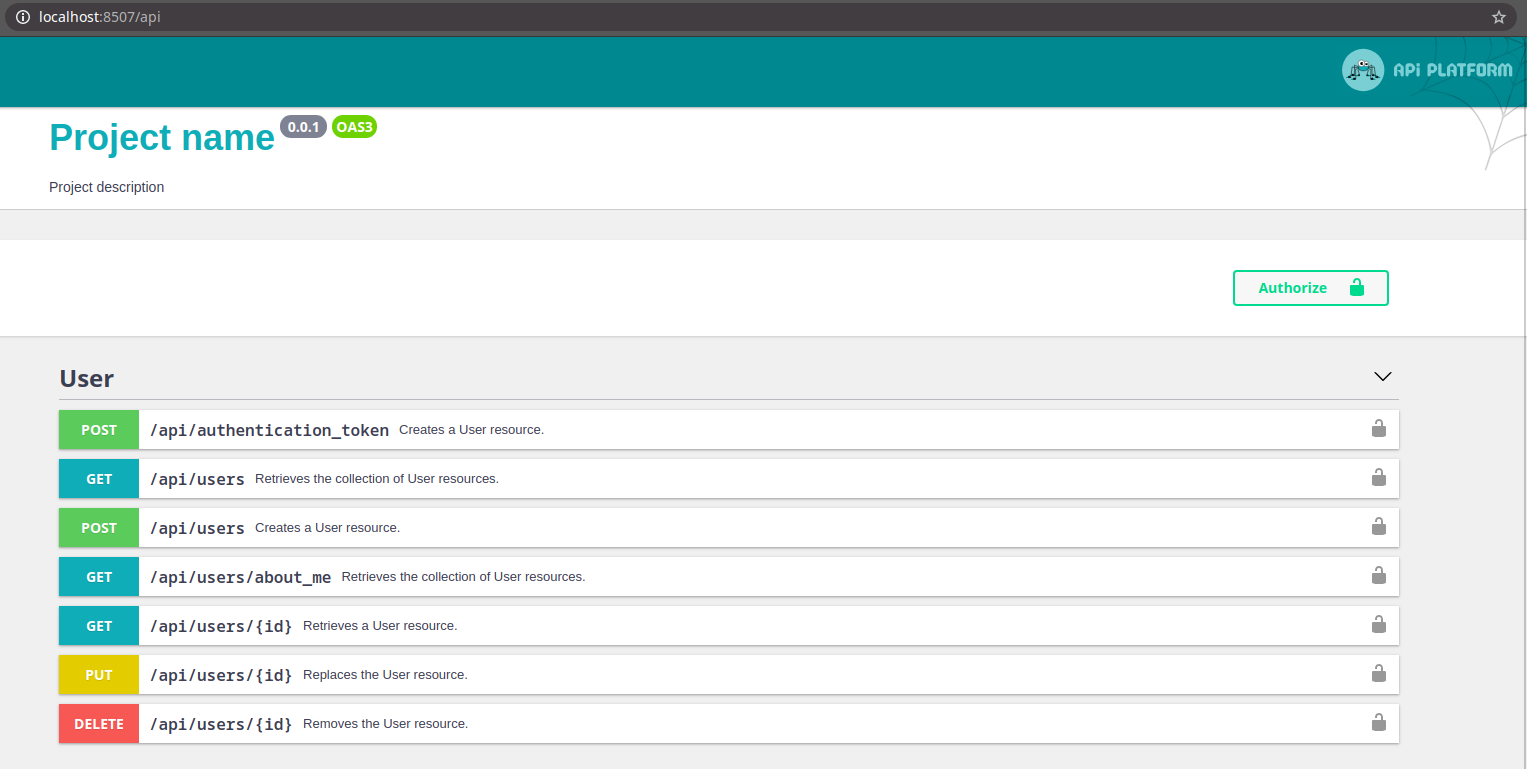 localhost:8507/api
API PLATFORM
Project name 0.0.1 OAS3
Project description
Authorize
User
POST /api/authentication_token Creates a User resource.
GET /api/users Retrieves the collection of User resources.
POST /api/users Creates a User resource.
GET /api/users/about_me Retrieves the collection of User resources.
GET /api/users/{id} Retrieves a User resource.
PUT /api/users/{id} Replaces the User resource.
DELETE /api/users/{id} Removes the User resource.